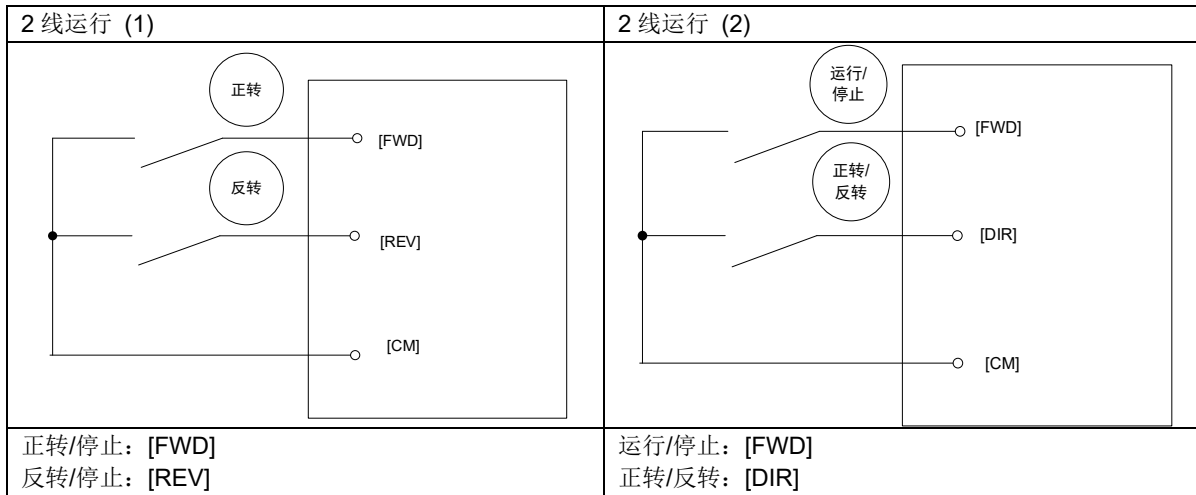 2 线运行 (1)
正转
[FWD]
反转
[REV]
[CM]
正转/停止：[FWD]
反转/停止：[REV]
2 线运行 (2)
运行/
停止
[FWD]
正转/
反转
[DIR]
[CM]
运行/停止：[FWD]
正转/反转：[DIR]